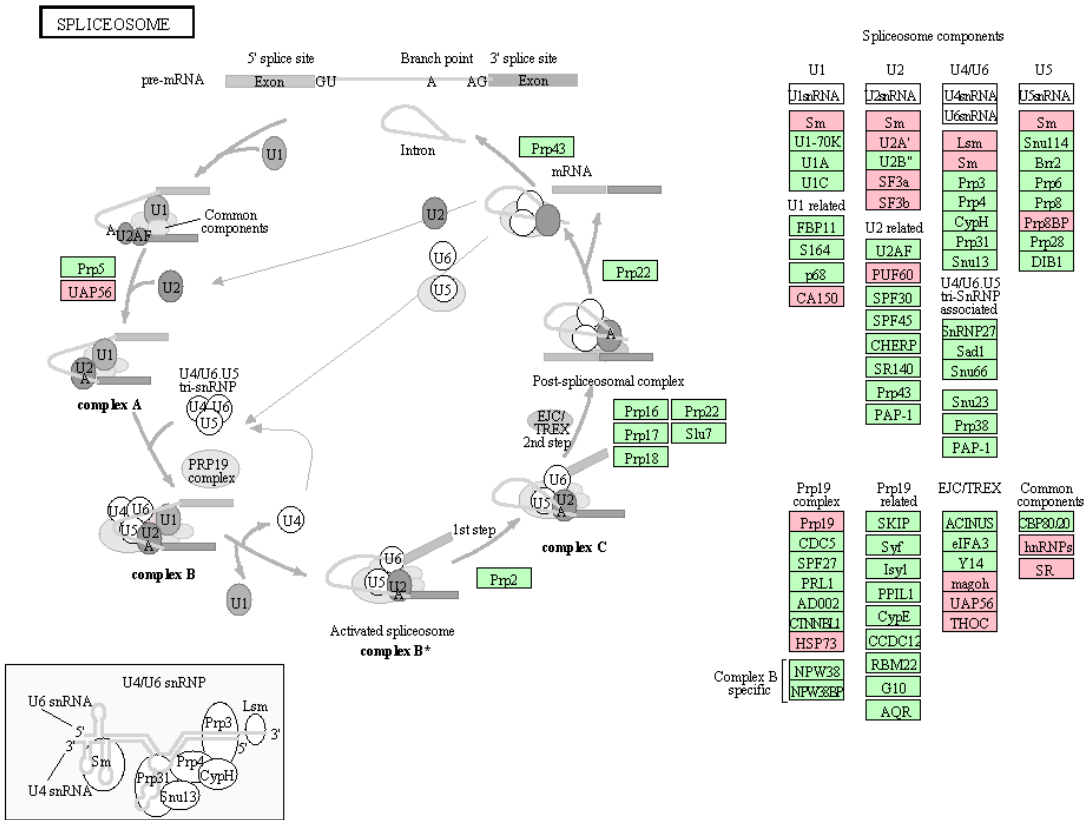 SPLICEOSOME
5' splice site
Branch point
3' splice site
pre-mRNA
Exon
GU
A
AG
Exon
U1
Intron
Prp43
mRNA
U1
A
U2AF
Common
components
U2
U6
U5
Prp22
Prp5
UAP56
U2
U1
U2
A
complex A
U4/U6.U5
tri-snRNP
U4 U6
U5
A
Post-spliceosomal complex
EJC/
TREX
2nd step
Prp16
Prp22
Prp17
Slu7
Prp18
PRP19
complex
U4 U6
U5
U1
U2
A
complex B
U4
U1
U6
U5
U2
A
complex C
1st step
U6
U5
U2
A
Prp2
Activated spliceosome
complex B*
U4/U6 snRNP
U6 snRNA
5'
3'
U4 snRNA
Sm
Prp3
Lsm
3'
5'
Prp4
Prp31
CypH
Snu13
Spliceosome components
U1
U1snRNA
Sm
U1-70K
U1A
U1C
U1 related
FBP11
S164
p68
CA150
U2
U2snRNA
Sm
U2A'
U2B"
SF3a
SF3b
U2 related
U2AF
PUF60
SPF30
SPF45
CHERP
SR140
Prp43
PAP-1
U4/U6
U4snRNA
U6snRNA
Lsm
Sm
Prp3
Prp4
CypH
Prp31
Snu13
U4/U6.U5
tri-SnRNP
associated
SnRNP27
Sad1
Snu66
Snu23
Prp38
PAP-1
U5
U5snRNA
Sm
Snu114
Brr2
Prp6
Prp8
Prp8BP
Prp28
DIB1
Prp19
complex
Prp19
CDC5
SPF27
PRL1
AD002
CTNNBL1
HSP73
Complex B
specific
NPW38
NPW38BP
Prp19
related
SKIP
Syf
Isy1
PPIL1
CypE
CCDC12
RBM22
G10
AQR
EJC/TREX
ACINUS
eIFA3
Y14
magoh
UAP56
THOC
Common
components
CBP80/20
hnRNPs
SR